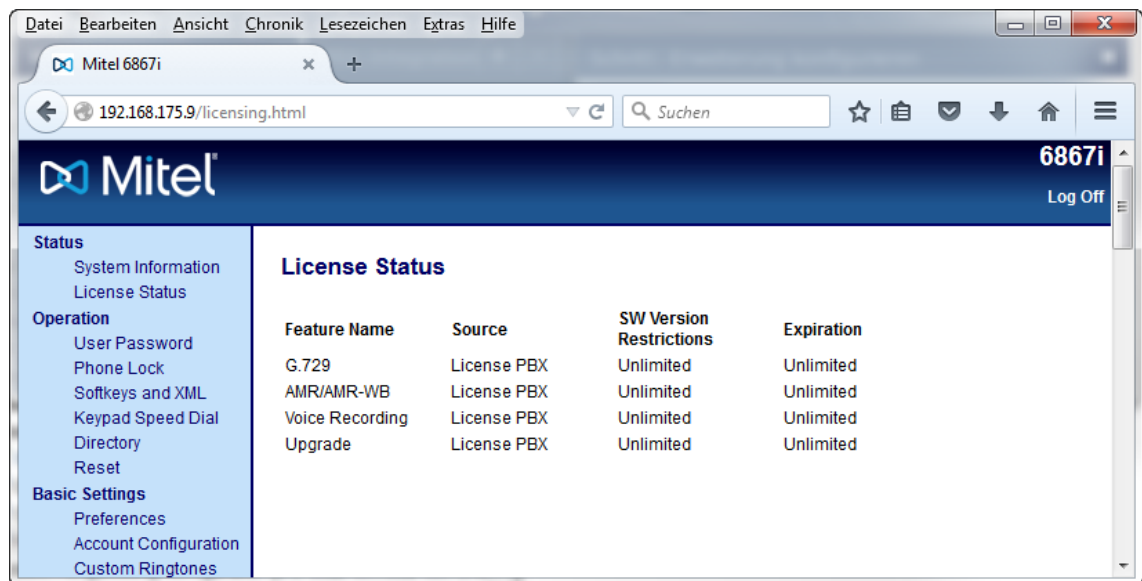 Datei Bearbeiten Ansicht Chronik Lesezeichen Extras Hilfe
Mitel 6867i
192.168.175.9/licensing.html
Suchen
Mitel
6867i
Log Off
Status
System Information
License Status
Operation
User Password
Phone Lock
Softkeys and XML
Keypad Speed Dial
Directory
Reset
Basic Settings
Preferences
Account Configuration
Custom Ringtones
License Status
Feature Name Source SW Version Restrictions Expiration
G.729 License PBX Unlimited Unlimited
AMR/AMR-WB License PBX Unlimited Unlimited
Voice Recording License PBX Unlimited Unlimited
Upgrade License PBX Unlimited Unlimited